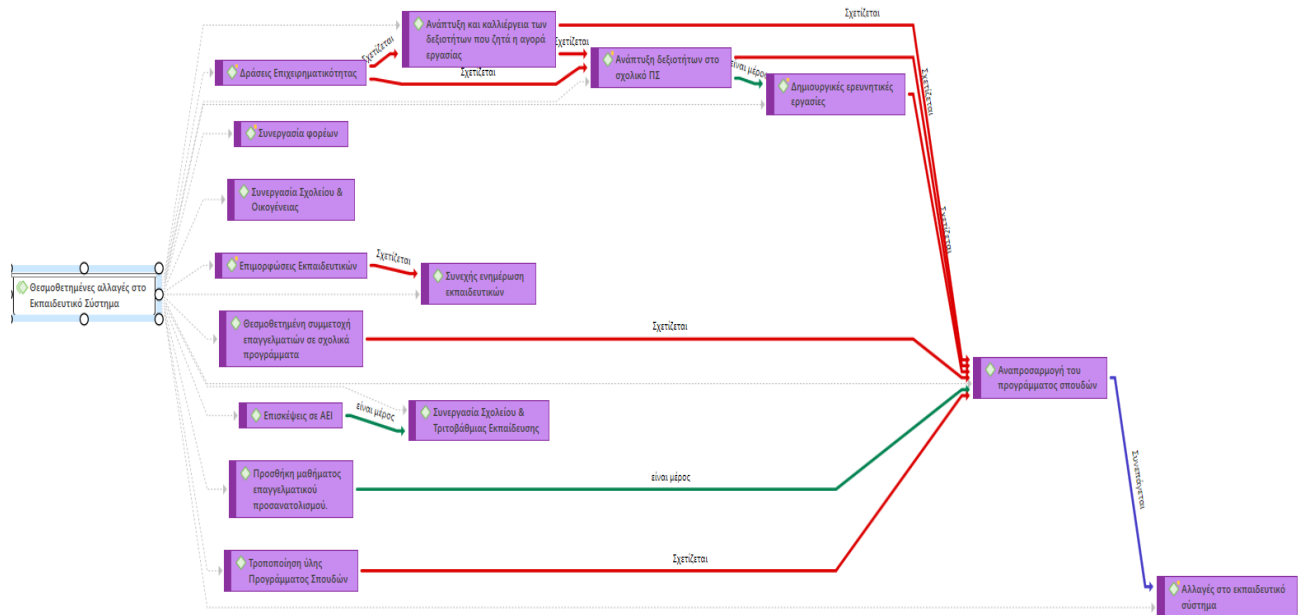 Σχετίζεται
Ανάπτυξη και καλλιέργεια των
δεξιοτήτων που ζητά η αγορά
εργασίας
Σχετίζεται
Σχετίζεται
Δράσεις Επιχειρηματικότητας
Σχετίζεται
Ανάπτυξη δεξιοτήτων στο
σχολικό ΠΣ
είναι μέρος
Δημιουργικές ερευνητικές
εργασίες
Σχετίζεται
Συνεργασία φορέων
Συνεργασία Σχολείου &
Οικογένειας
Σχετίζεται
Επιμορφώσεις Εκπαιδευτικών
Σχετίζεται
Συνεχής ενημέρωση
εκπαιδευτικών
Θεσμοθετημένες αλλαγές στο
Εκπαιδευτικό Σύστημα
Θεσμοθετημένη συμμετοχή
επαγγελματιών σε σχολικά
προγράμματα
Σχετίζεται
Αναπροσαρμογή του
προγράμματος σπουδών
Επισκέψεις σε ΑΕΙ
είναι μέρος
Συνεργασία Σχολείου &
Τριτοβάθμιας Εκπαίδευσης
Προσθήκη μαθήματος
επαγγελματικού
προσανατολισμού.
είναι μέρος
Συνεπάγεται
Τροποποίηση ύλης
Προγράμματος Σπουδών
Σχετίζεται
Αλλαγές στο εκπαιδευτικό
σύστημα